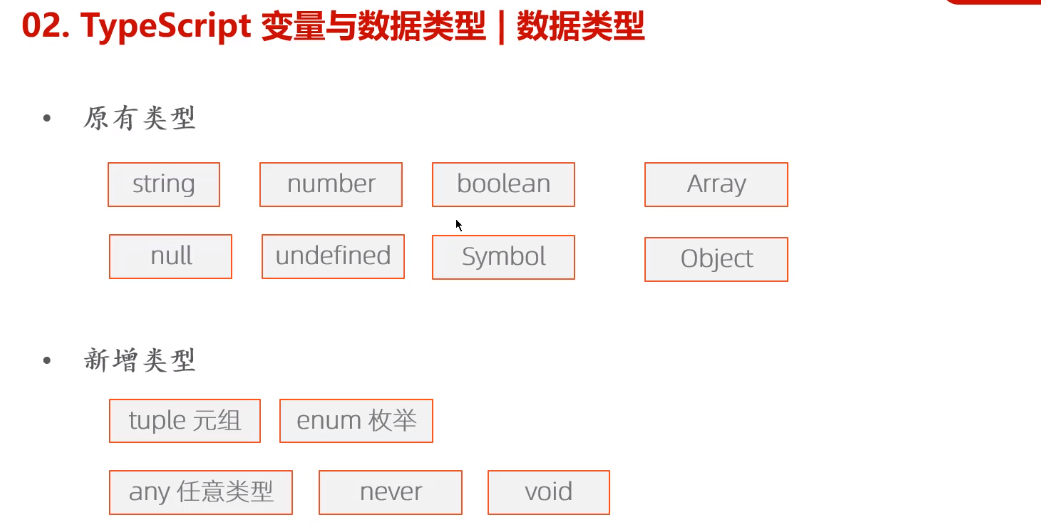 02. TypeScript 变量与数据类型 | 数据类型
• 原有类型
string number boolean Array
null undefined Symbol Object
• 新增类型
tuple 元组 enum 枚举
any 任意类型 never void